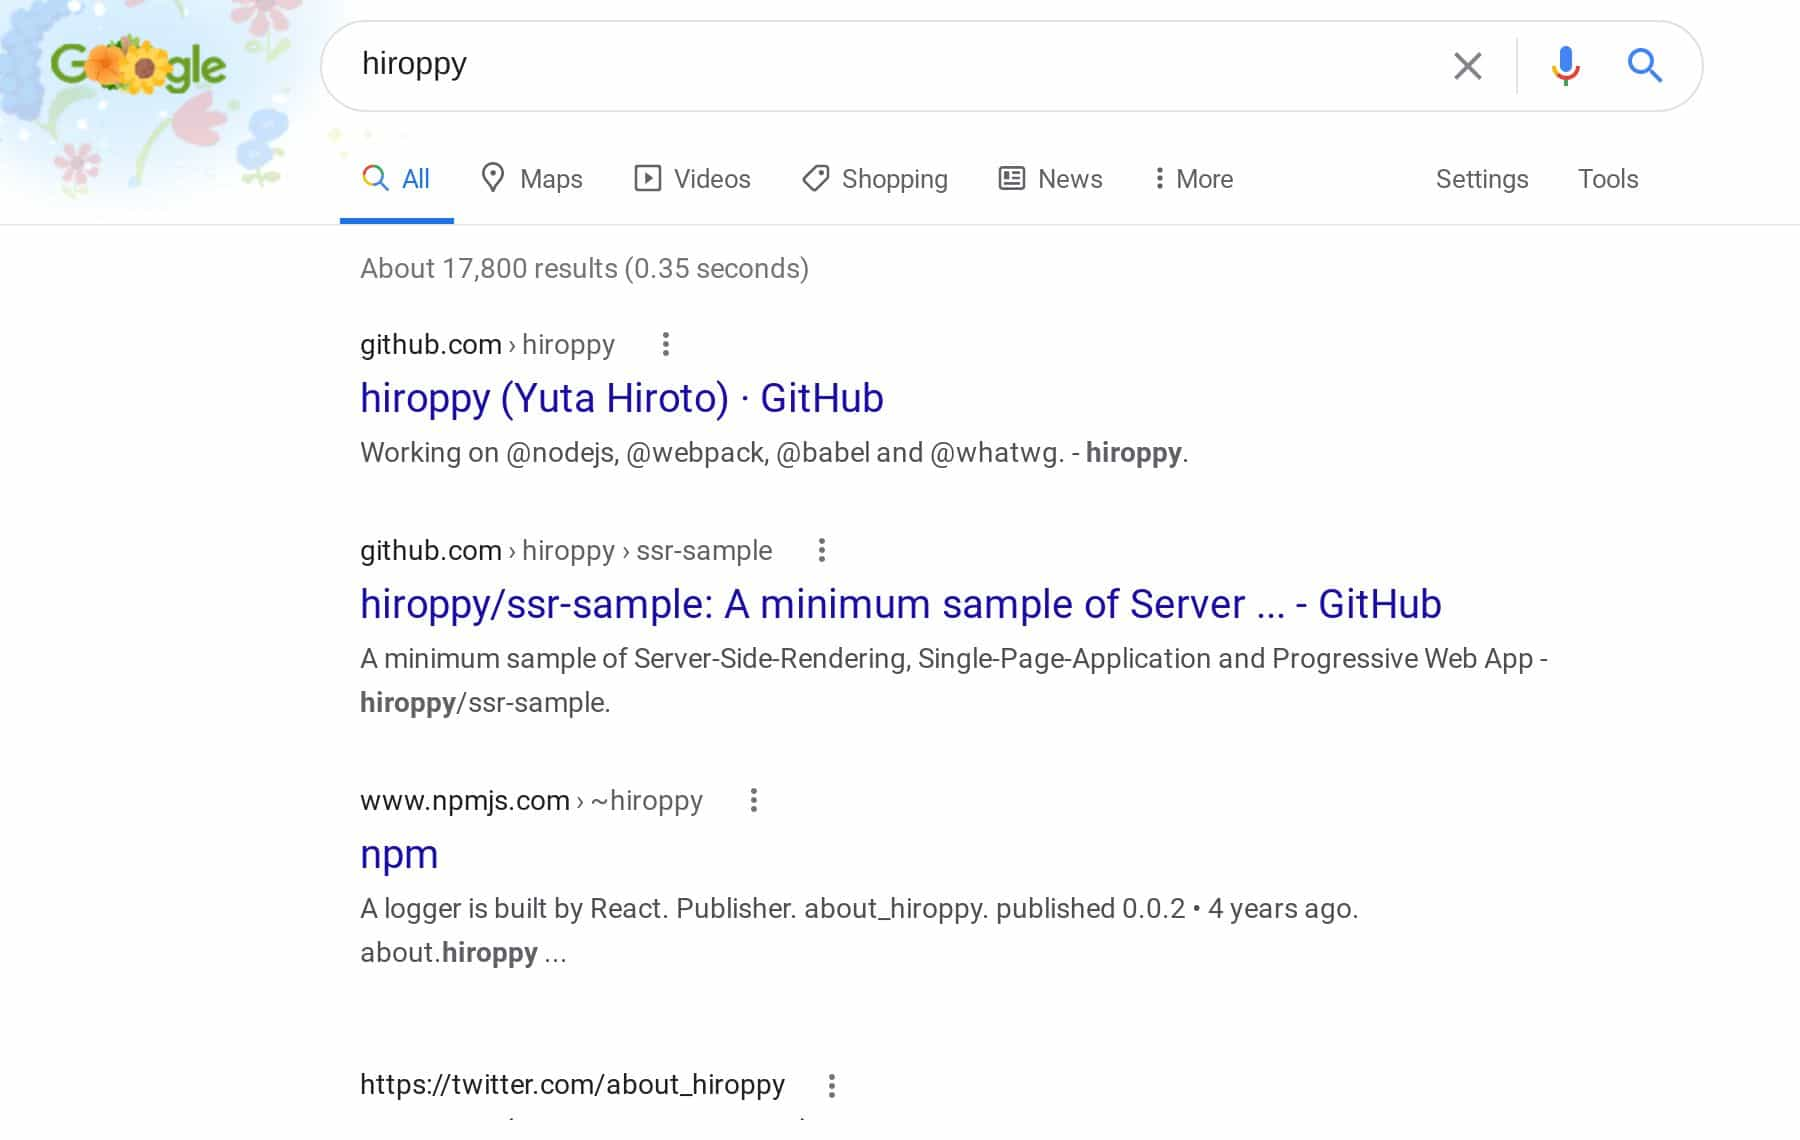 Google
hiroppy
All Maps Videos Shopping News More Settings Tools
About 17,800 results (0.35 seconds)
github.com › hiroppy
hiroppy (Yuta Hiroto) · GitHub
Working on @nodejs, @webpack, @babel and @whatwg. - hiroppy.
github.com › hiroppy › ssr-sample
hiroppy/ssr-sample: A minimum sample of Server ... - GitHub
A minimum sample of Server-Side-Rendering, Single-Page-Application and Progressive Web App -
hiroppy/ssr-sample.
www.npmjs.com › ~hiroppy
npm
A logger is built by React. Publisher. about_hiroppy. published 0.0.2 • 4 years ago.
about.hiroppy ...
https://twitter.com/about_hiroppy